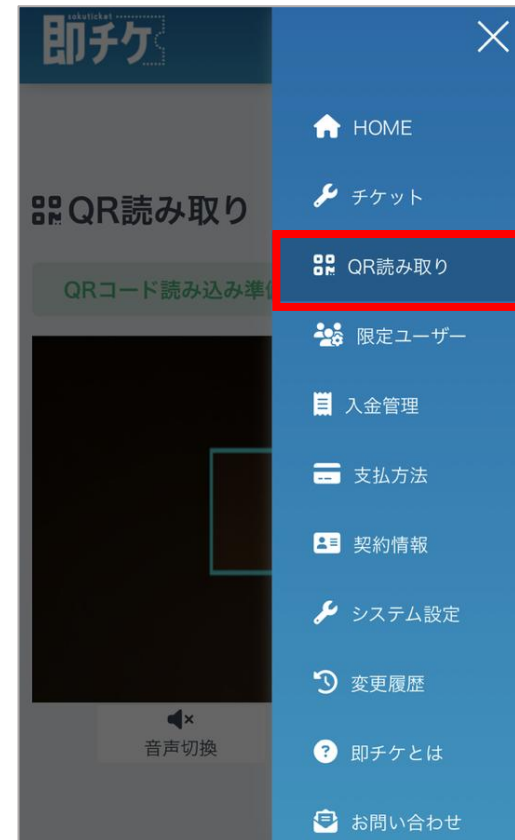 sokuticket
即チケ
QR読み取り
QRコード読み込み準
音声切換
HOME
チケット
QR読み取り
限定ユーザー
入金管理
支払方法
契約情報
システム設定
変更履歴
即チケとは
お問い合わせ